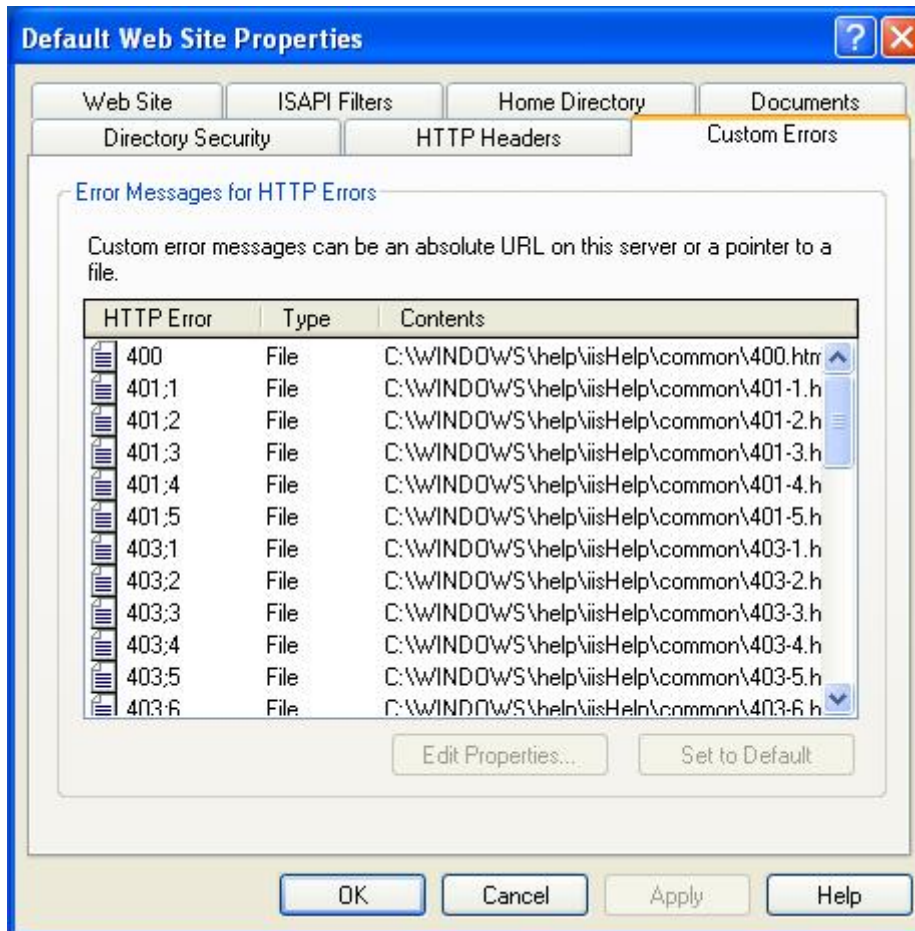 Default Web Site Properties
Web Site ISAPI Filters Home Directory Documents
Directory Security HTTP Headers Custom Errors
Error Messages for HTTP Errors
Custom error messages can be an absolute URL on this server or a pointer to a
file.
HTTP Error Type Contents
400 File C:\WINDOWS\help\iisHelp\common\400.htm
401;1 File C:\WINDOWS\help\iisHelp\common\401-1.h
401;2 File C:\WINDOWS\help\iisHelp\common\401-2.h
401;3 File C:\WINDOWS\help\iisHelp\common\401-3.h
401;4 File C:\WINDOWS\help\iisHelp\common\401-4.h
401;5 File C:\WINDOWS\help\iisHelp\common\401-5.h
403;1 File C:\WINDOWS\help\iisHelp\common\403-1.h
403;2 File C:\WINDOWS\help\iisHelp\common\403-2.h
403;3 File C:\WINDOWS\help\iisHelp\common\403-3.h
403;4 File C:\WINDOWS\help\iisHelp\common\403-4.h
403;5 File C:\WINDOWS\help\iisHelp\common\403-5.h
403;6 File C:\WINDOWS\help\iisHelp\common\403-6.h
Edit Properties... Set to Default
OK Cancel Apply Help